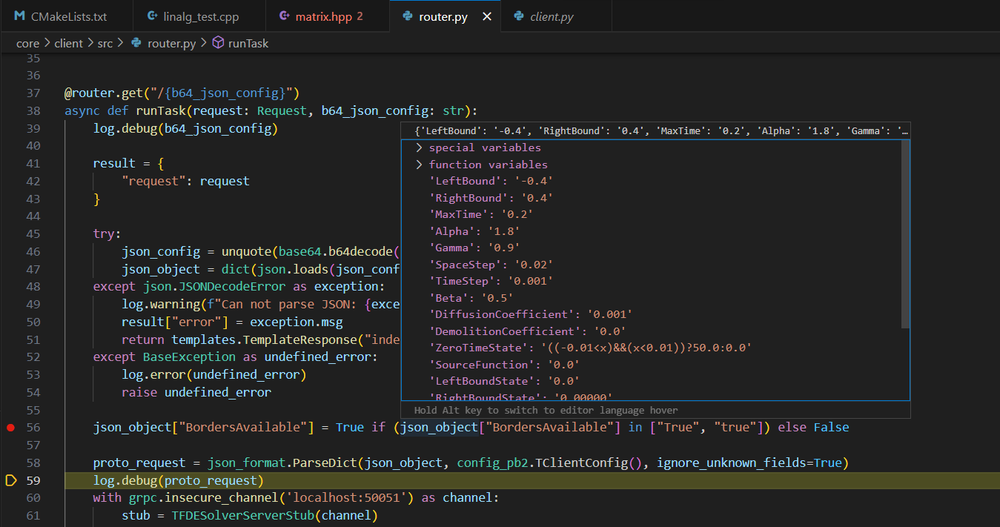 CMakeLists.txt linalg_test.cpp matrix.hpp 2 router.py client.py
core > client > src > router.py > runTask
35
36
37 @router.get("/{b64_json_config}")
38 async def runTask(request: Request, b64_json_config: str):
39 log.debug(b64_json_config)
40
41 result = {
42 "request": request
43 }
44
45 try:
46 json_config = unquote(base64.b64decode(
47 json_object = dict(json.loads(json_conf
48 except json.JSONDecodeError as exception:
49 log.warning(f"Can not parse JSON: {exce
50 result["error"] = exception.msg
51 return templates.TemplateResponse("inde
52 except BaseException as undefined_error:
53 log.error(undefined_error)
54 raise undefined_error
55
56 json_object["BordersAvailable"] = True if (json_object["BordersAvailable"] in ["True", "true"]) else False
57
58 proto_request = json_format.ParseDict(json_object, config_pb2.TClientConfig(), ignore_unknown_fields=True)
59 log.debug(proto_request)
60 with grpc.insecure_channel('localhost:50051') as channel:
61 stub = TFDESolverServerStub(channel)
{'LeftBound': '-0.4', 'RightBound': '0.4', 'MaxTime': '0.2', 'Alpha': '1.8', 'Gamma': '…
> special variables
> function variables
'LeftBound': '-0.4'
'RightBound': '0.4'
'MaxTime': '0.2'
'Alpha': '1.8'
'Gamma': '0.9'
'SpaceStep': '0.02'
'TimeStep': '0.001'
'Beta': '0.5'
'DiffusionCoefficient': '0.001'
'DemolitionCoefficient': '0.0'
'ZeroTimeState': '((-0.01<x)&&(x<0.01))?50.0:0.0'
'SourceFunction': '0.0'
'LeftBoundState': '0.0'
'RightBoundState': '0.00000'
Hold Alt key to switch to editor language hover